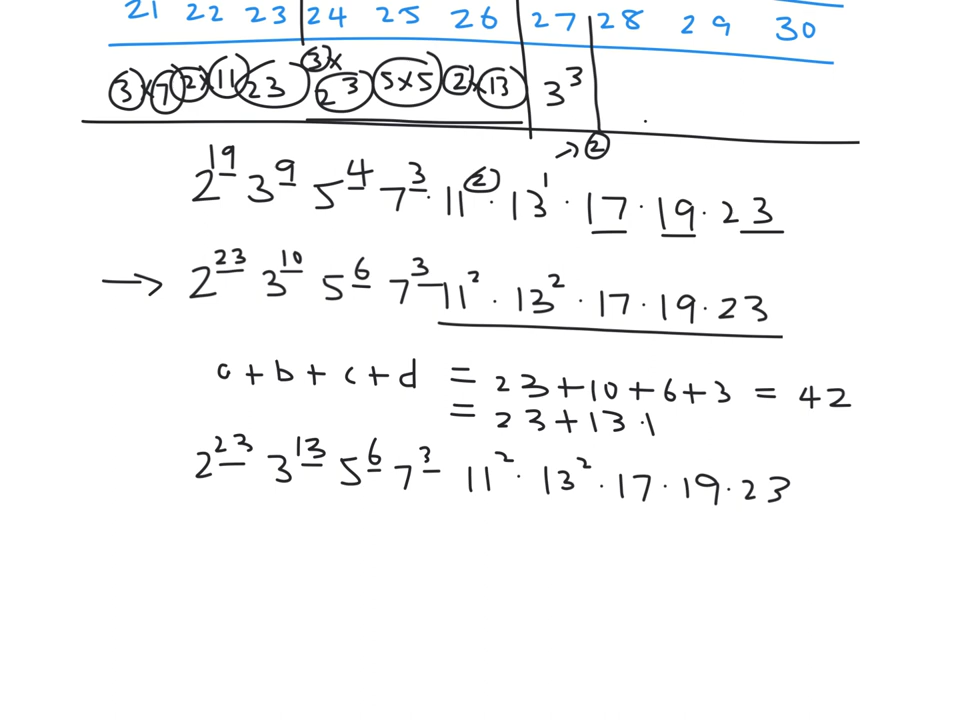 21 22 23 | 24 25 26 | 27 | 28 29 30
3 × 7 2 × 11 23 3 × 2^3 5 × 5 2 × 13 3^3
→ 2
2^19 3^9 5^4 7^3 · 11^2 · 13^1 · 17 · 19 · 23
→ 2^23 3^10 5^6 7^3 11^2 · 13^2 · 17 · 19 · 23
a + b + c + d = 23 + 10 + 6 + 3 = 42
= 23 + 13 · 1
2^23 3^13 5^6 7^3 11^2 · 13^2 · 17 · 19 · 23